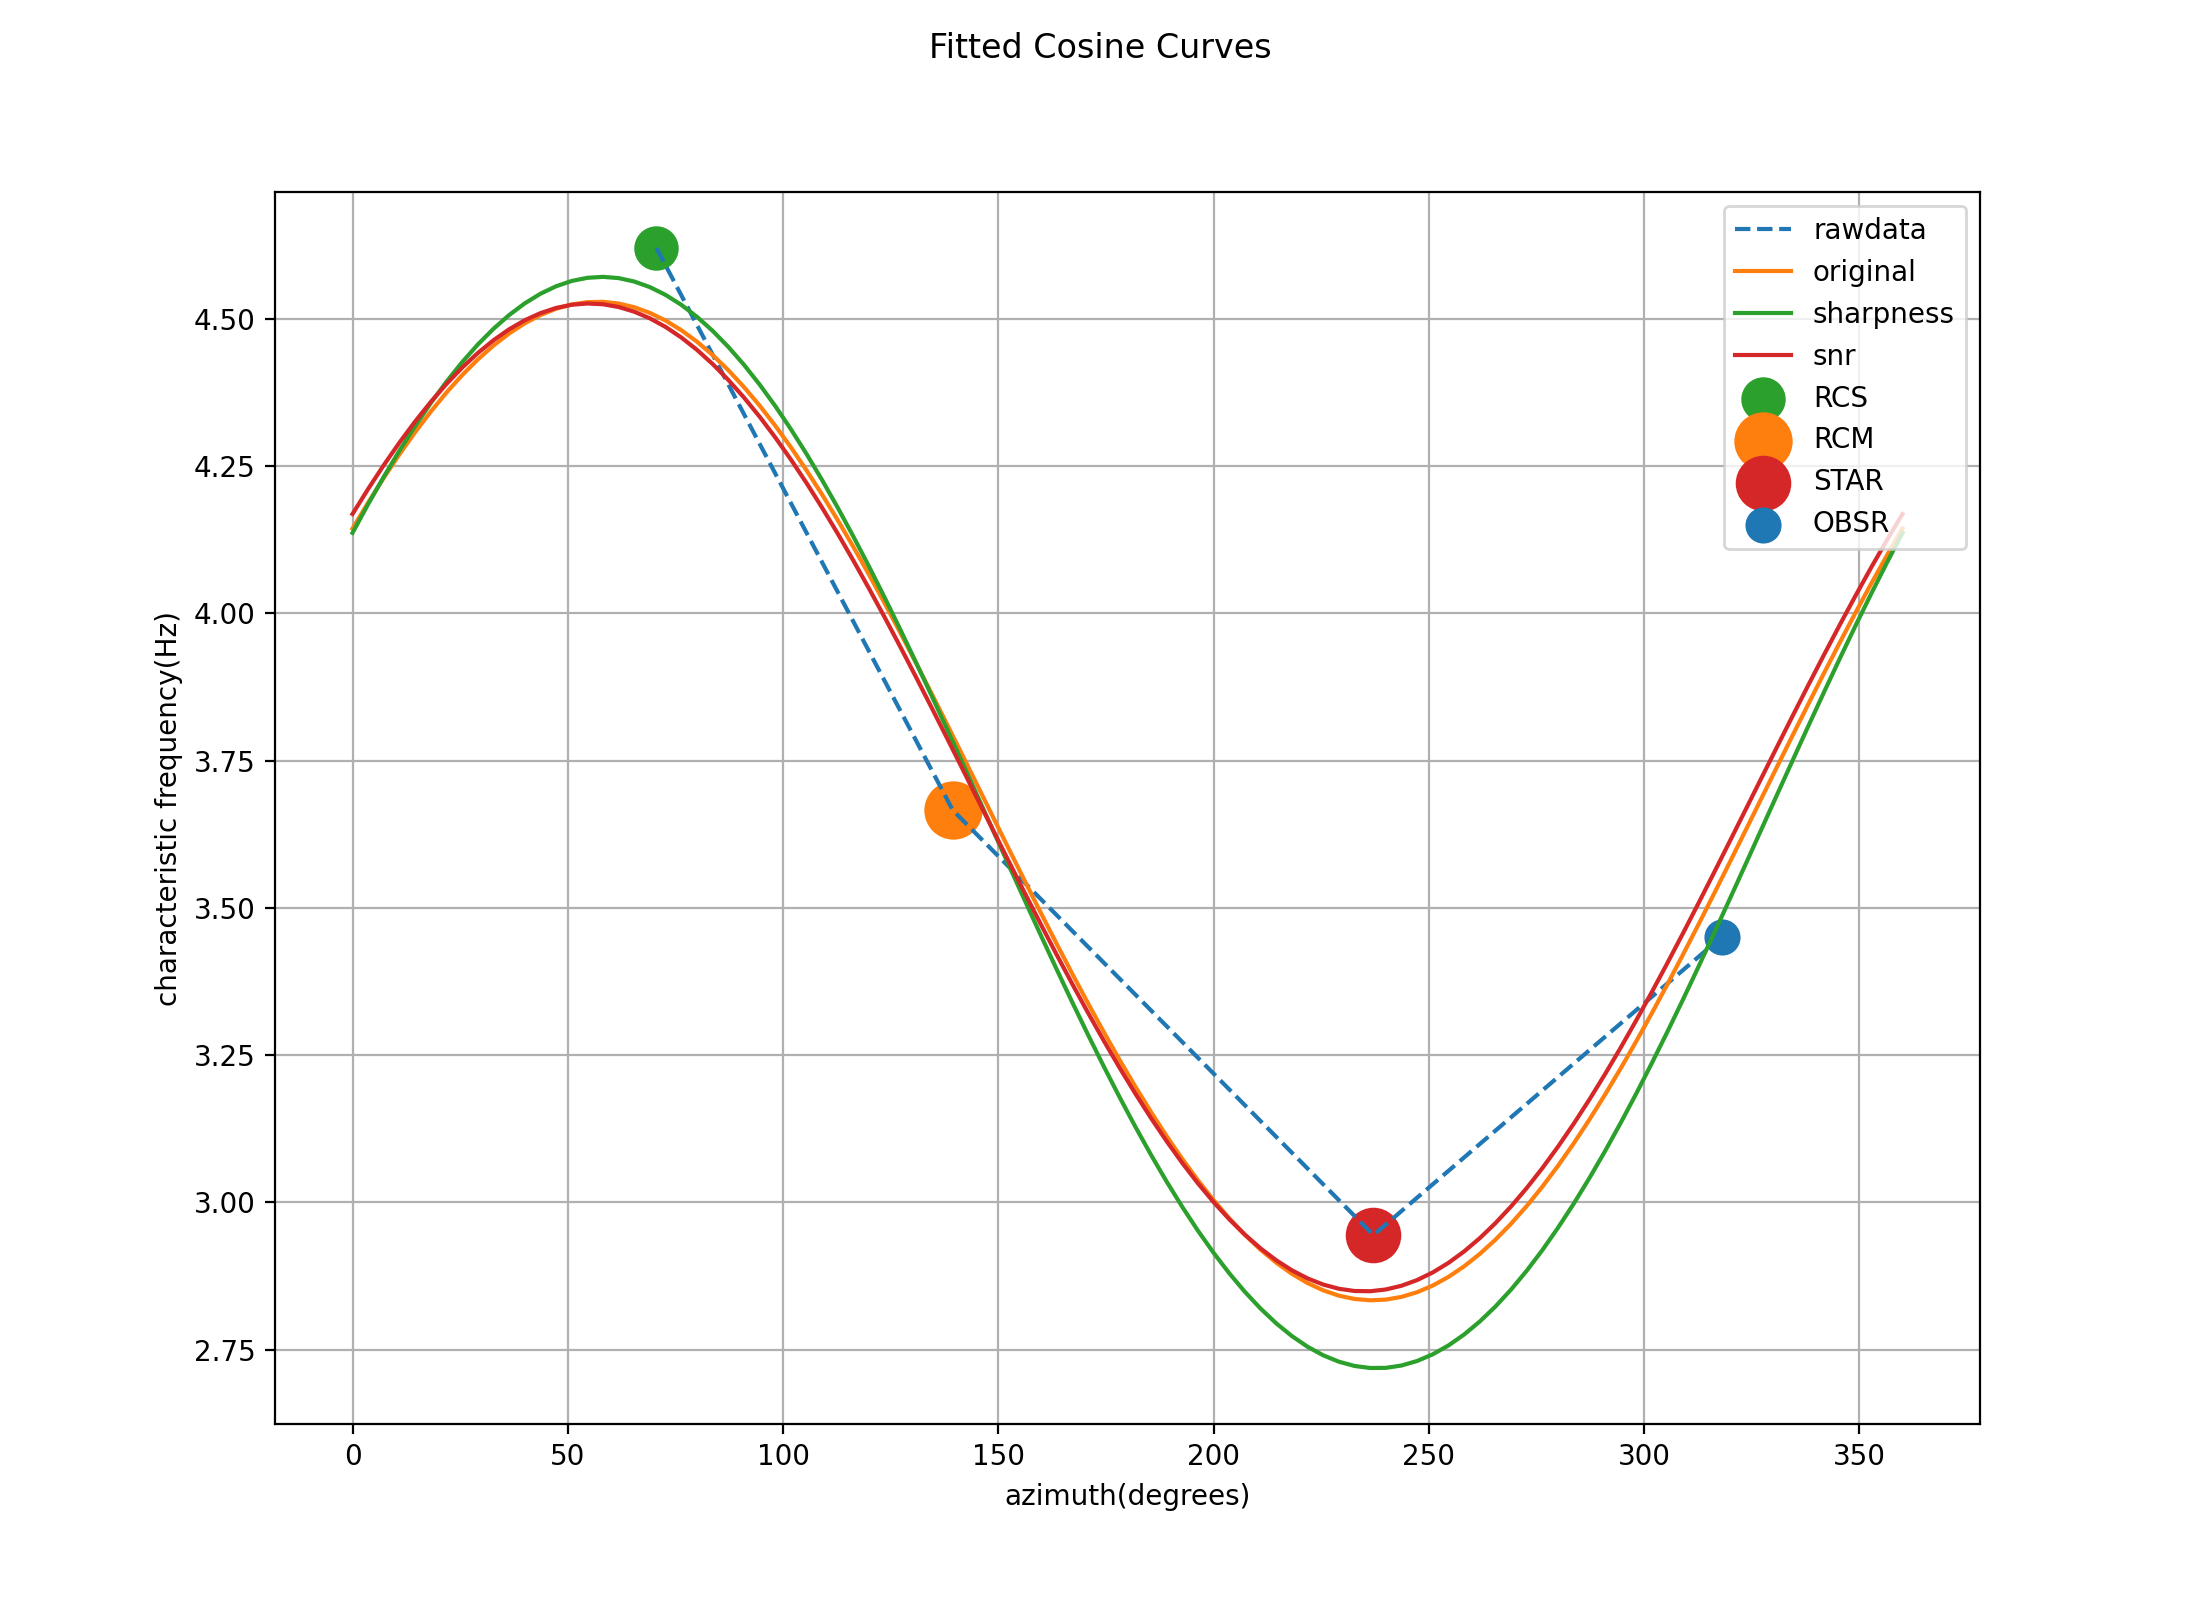 Fitted Cosine Curves
rawdata
original
sharpness
snr
RCS
RCM
STAR
OBSR
characteristic frequency(Hz)
4.50
4.25
4.00
3.75
3.50
3.25
3.00
2.75
0 50 100 150 200 250 300 350
azimuth(degrees)